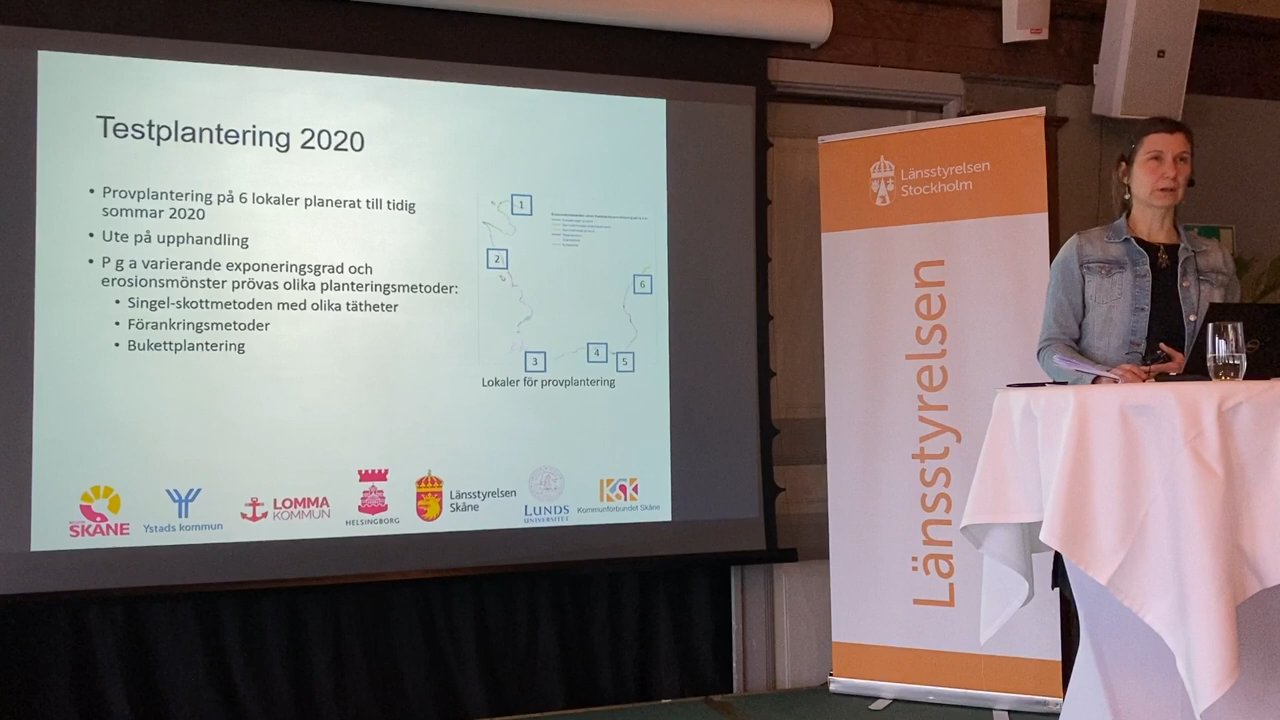 Testplantering 2020
• Provplantering på 6 lokaler planerat till tidig
sommar 2020
• Ute på upphandling
• P g a varierande exponeringsgrad och
erosionsmönster prövas olika planteringsmetoder:
• Singel-skottmetoden med olika tätheter
• Förankringsmetoder
• Bukettplantering
1
2
3
4
5
6
Lokaler för provplantering
SKÅNE
Ystads kommun
LOMMA
KOMMUN
HELSINGBORG
Länsstyrelsen
Skåne
LUNDS
UNIVERSITET
Kommunförbundet Skåne
Länsstyrelsen
Stockholm
Länsstyrelsen